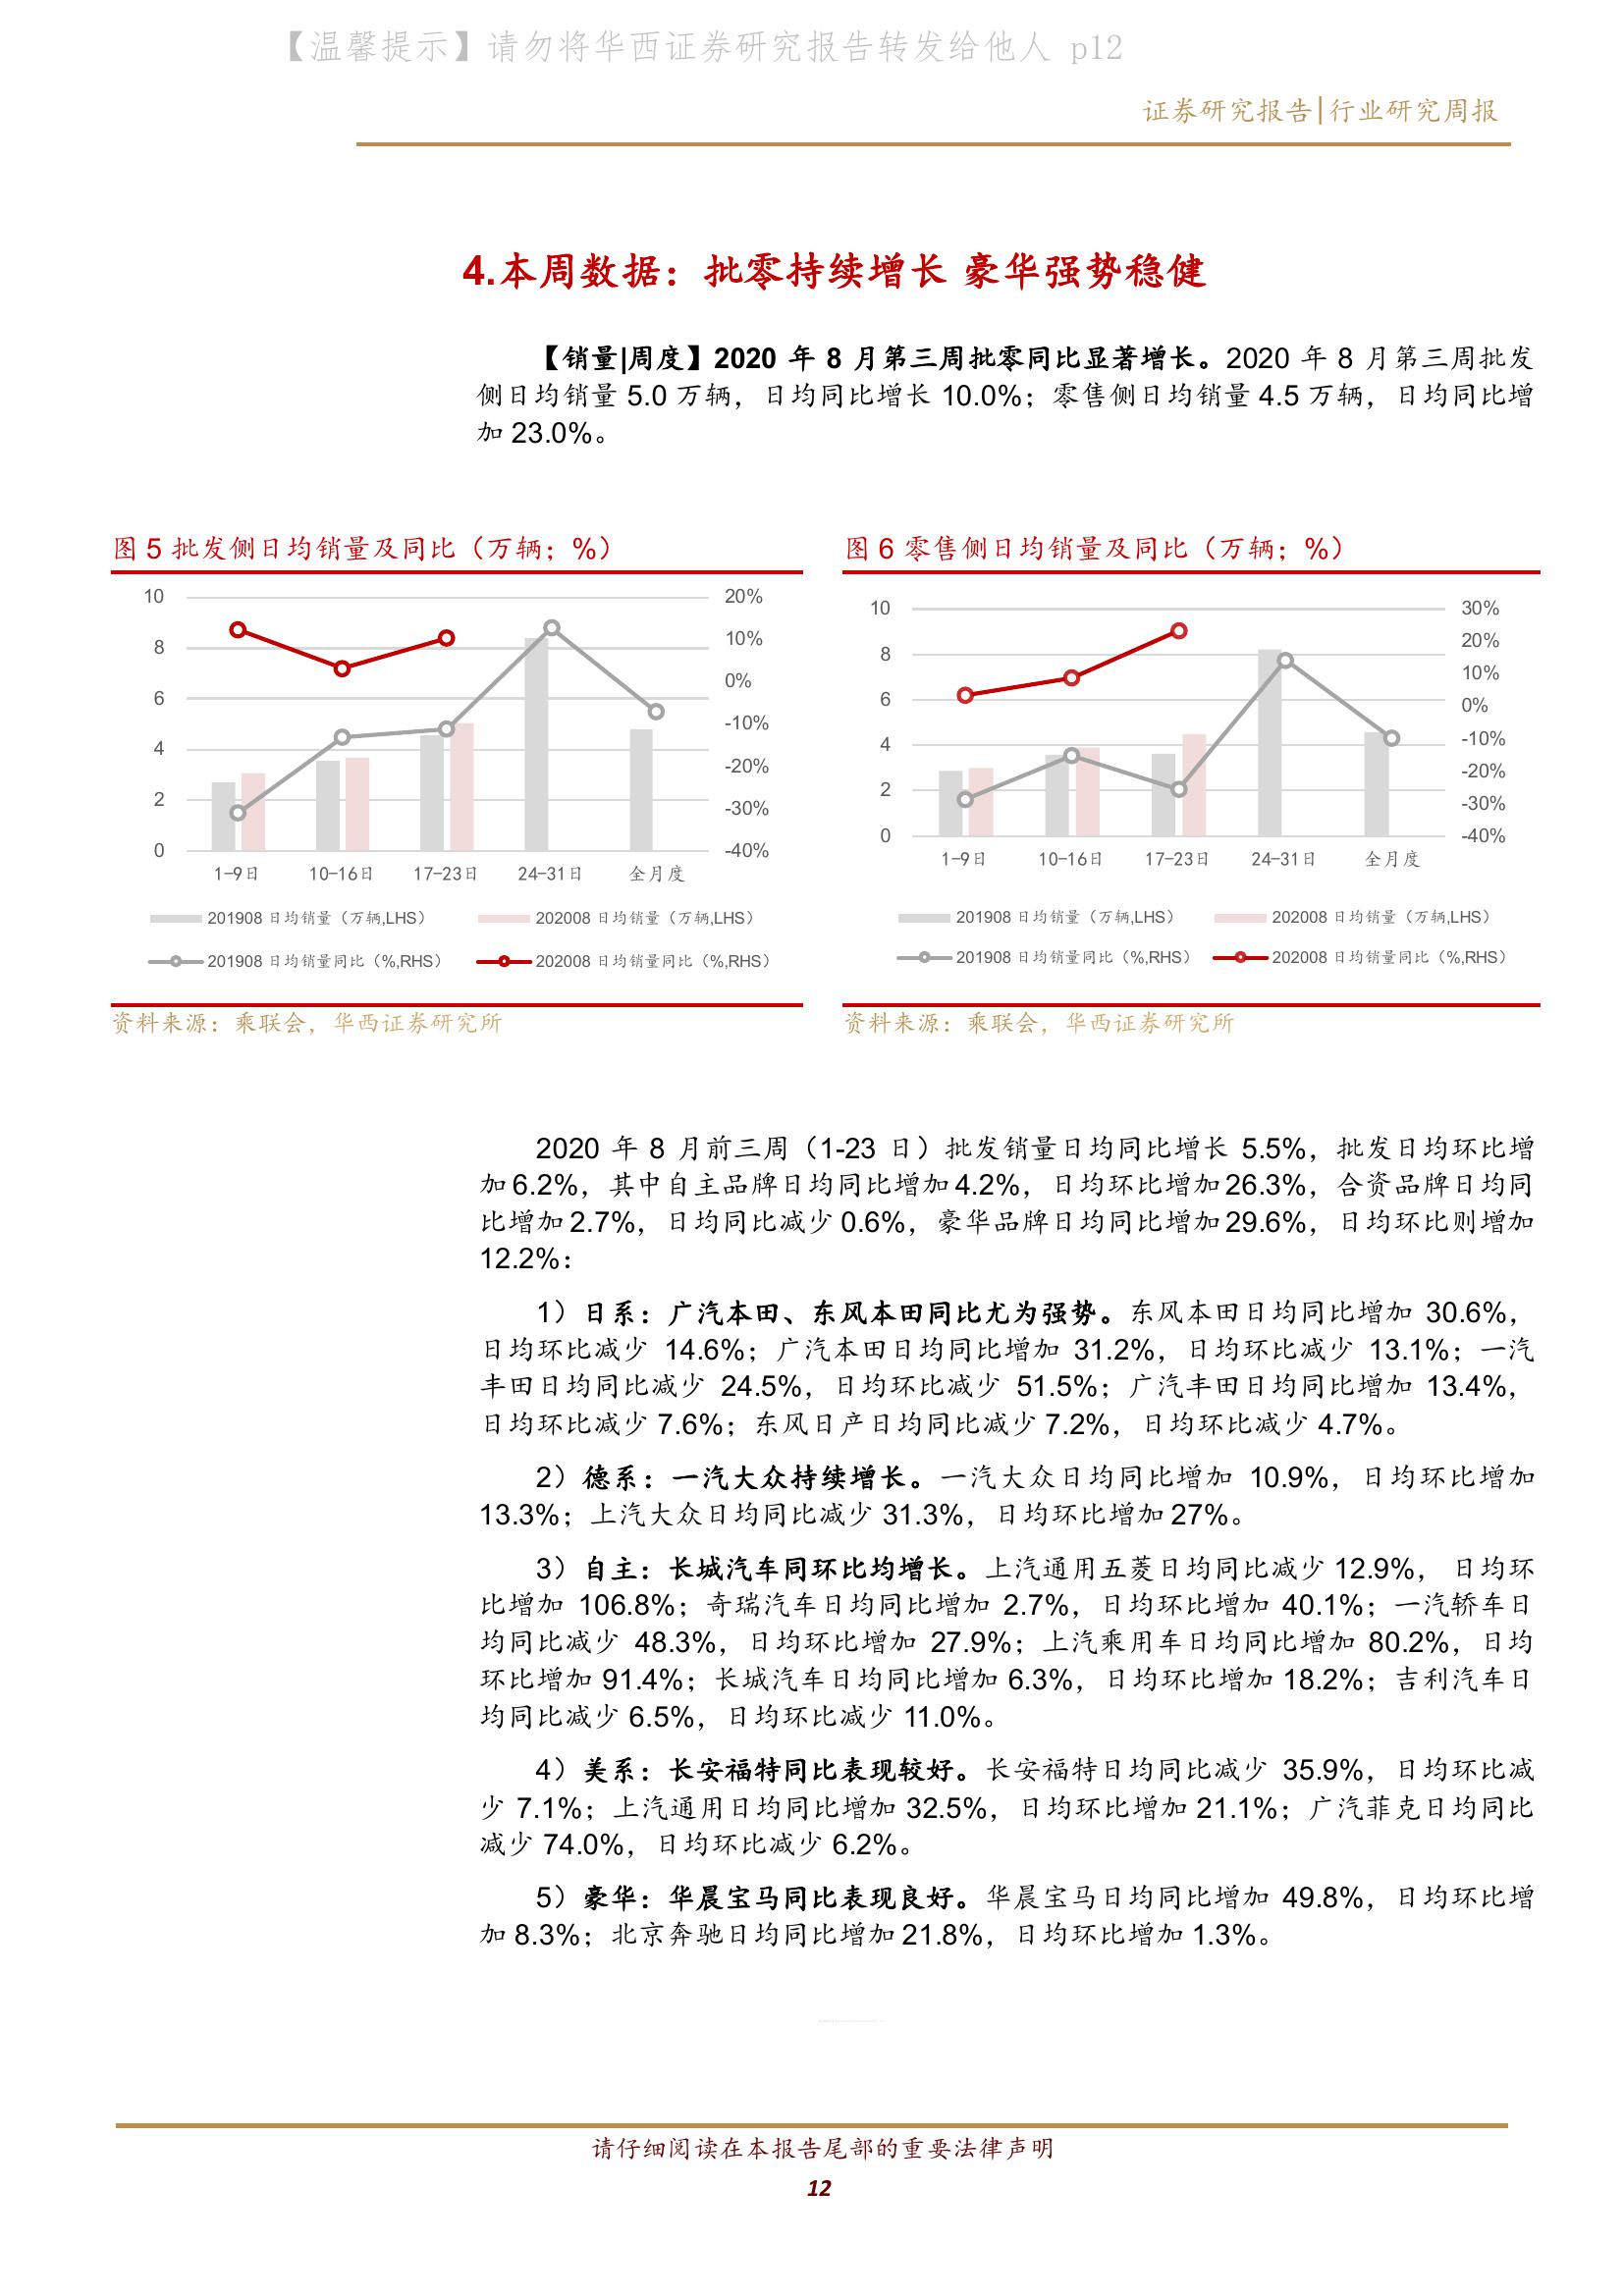 【温馨提示】请勿将华西证券研究报告转发给他人 p12
证券研究报告|行业研究周报
4.本周数据：批零持续增长 豪华强势稳健
【销量|周度】2020 年 8 月第三周批零同比显著增长。2020 年 8 月第三周批发
侧日均销量 5.0 万辆，日均同比增长 10.0%；零售侧日均销量 4.5 万辆，日均同比增
加 23.0%。
图 5 批发侧日均销量及同比（万辆；%）
10
8
6
4
2
0
20%
10%
0%
-10%
-20%
-30%
-40%
1-9日 10-16日 17-23日 24-31日 全月度
201908 日均销量（万辆,LHS） 202008 日均销量（万辆,LHS）
201908 日均销量同比（%,RHS） 202008 日均销量同比（%,RHS）
资料来源：乘联会，华西证券研究所
图 6 零售侧日均销量及同比（万辆；%）
10
8
6
4
2
0
30%
20%
10%
0%
-10%
-20%
-30%
-40%
1-9日 10-16日 17-23日 24-31日 全月度
201908 日均销量（万辆,LHS） 202008 日均销量（万辆,LHS）
201908 日均销量同比（%,RHS） 202008 日均销量同比（%,RHS）
资料来源：乘联会，华西证券研究所
2020 年 8 月前三周（1-23 日）批发销量日均同比增长 5.5%，批发日均环比增
加 6.2%，其中自主品牌日均同比增加 4.2%，日均环比增加 26.3%，合资品牌日均同
比增加 2.7%，日均同比减少 0.6%，豪华品牌日均同比增加 29.6%，日均环比则增加
12.2%：
1）日系：广汽本田、东风本田同比尤为强势。东风本田日均同比增加 30.6%，
日均环比减少 14.6%；广汽本田日均同比增加 31.2%，日均环比减少 13.1%；一汽
丰田日均同比减少 24.5%，日均环比减少 51.5%；广汽丰田日均同比增加 13.4%，
日均环比减少 7.6%；东风日产日均同比减少 7.2%，日均环比减少 4.7%。
2）德系：一汽大众持续增长。一汽大众日均同比增加 10.9%，日均环比增加
13.3%；上汽大众日均同比减少 31.3%，日均环比增加 27%。
3）自主：长城汽车同环比均增长。上汽通用五菱日均同比减少 12.9%， 日均环
比增加 106.8%；奇瑞汽车日均同比增加 2.7%，日均环比增加 40.1%；一汽轿车日
均同比减少 48.3%，日均环比增加 27.9%；上汽乘用车日均同比增加 80.2%，日均
环比增加 91.4%；长城汽车日均同比增加 6.3%，日均环比增加 18.2%；吉利汽车日
均同比减少 6.5%，日均环比减少 11.0%。
4）美系：长安福特同比表现较好。长安福特日均同比减少 35.9%，日均环比减
少 7.1%；上汽通用日均同比增加 32.5%，日均环比增加 21.1%；广汽菲克日均同比
减少 74.0%，日均环比减少 6.2%。
5）豪华：华晨宝马同比表现良好。华晨宝马日均同比增加 49.8%，日均环比增
加 8.3%；北京奔驰日均同比增加 21.8%，日均环比增加 1.3%。
请仔细阅读在本报告尾部的重要法律声明
12